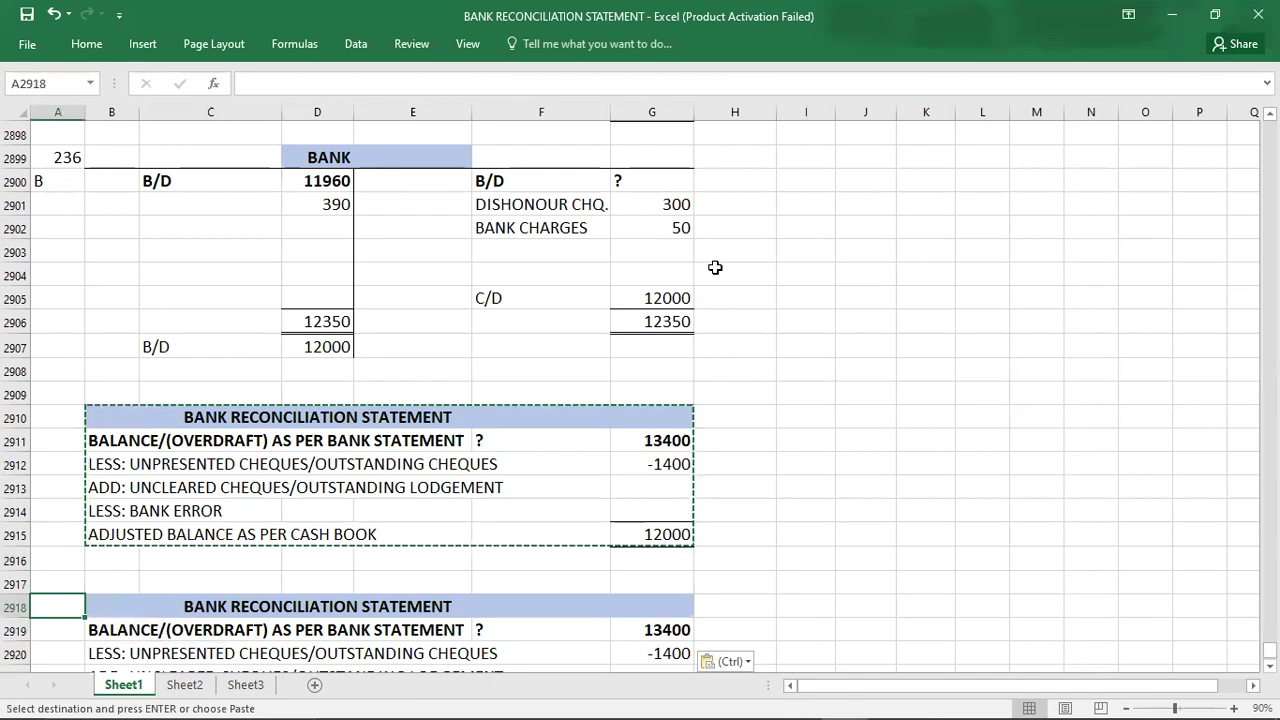 BANK RECONCILIATION STATEMENT - Excel (Product Activation Failed)
File Home Insert Page Layout Formulas Data Review View Tell me what you want to do... Share
A2918 fx
A B C D E F G H I J K L M N O P Q
2898
2899 236 BANK
2900 B B/D 11960 B/D ?
2901 390 DISHONOUR CHQ. 300
2902 BANK CHARGES 50
2903
2904
2905 C/D 12000
2906 12350 12350
2907 B/D 12000
2908
2909
2910 BANK RECONCILIATION STATEMENT
2911 BALANCE/(OVERDRAFT) AS PER BANK STATEMENT ? 13400
2912 LESS: UNPRESENTED CHEQUES/OUTSTANDING CHEQUES -1400
2913 ADD: UNCLEARED CHEQUES/OUTSTANDING LODGEMENT
2914 LESS: BANK ERROR
2915 ADJUSTED BALANCE AS PER CASH BOOK 12000
2916
2917
2918 BANK RECONCILIATION STATEMENT
2919 BALANCE/(OVERDRAFT) AS PER BANK STATEMENT ? 13400
2920 LESS: UNPRESENTED CHEQUES/OUTSTANDING CHEQUES -1400
(Ctrl)
Sheet1 Sheet2 Sheet3
Select destination and press ENTER or choose Paste 90%